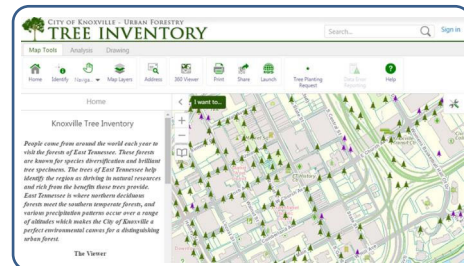 CITY OF KNOXVILLE - URBAN FORESTRY
TREE INVENTORY
Search...
Sign in
Map Tools
Analysis
Drawing
Home
Identify
Naviga...
Map Layers
Address
360 Viewer
Print
Share
Launch
Tree Planting
Request
Help
Home
I want to...
Knoxville Tree Inventory
People come from around the world each year to
visit the forests of East Tennessee. These forests
are known for species diversification and brilliant
tree specimens. The trees of East Tennessee help
identify the region as thriving in natural resources
and rich from the benefits those trees provide.
East Tennessee is where northern deciduous
forests meet the southern temperate forests, and
various precipitation patterns occur over a range
of altitudes which makes the City of Knoxville a
perfect environmental canvas for a distinguishing
urban forest.
The Viewer